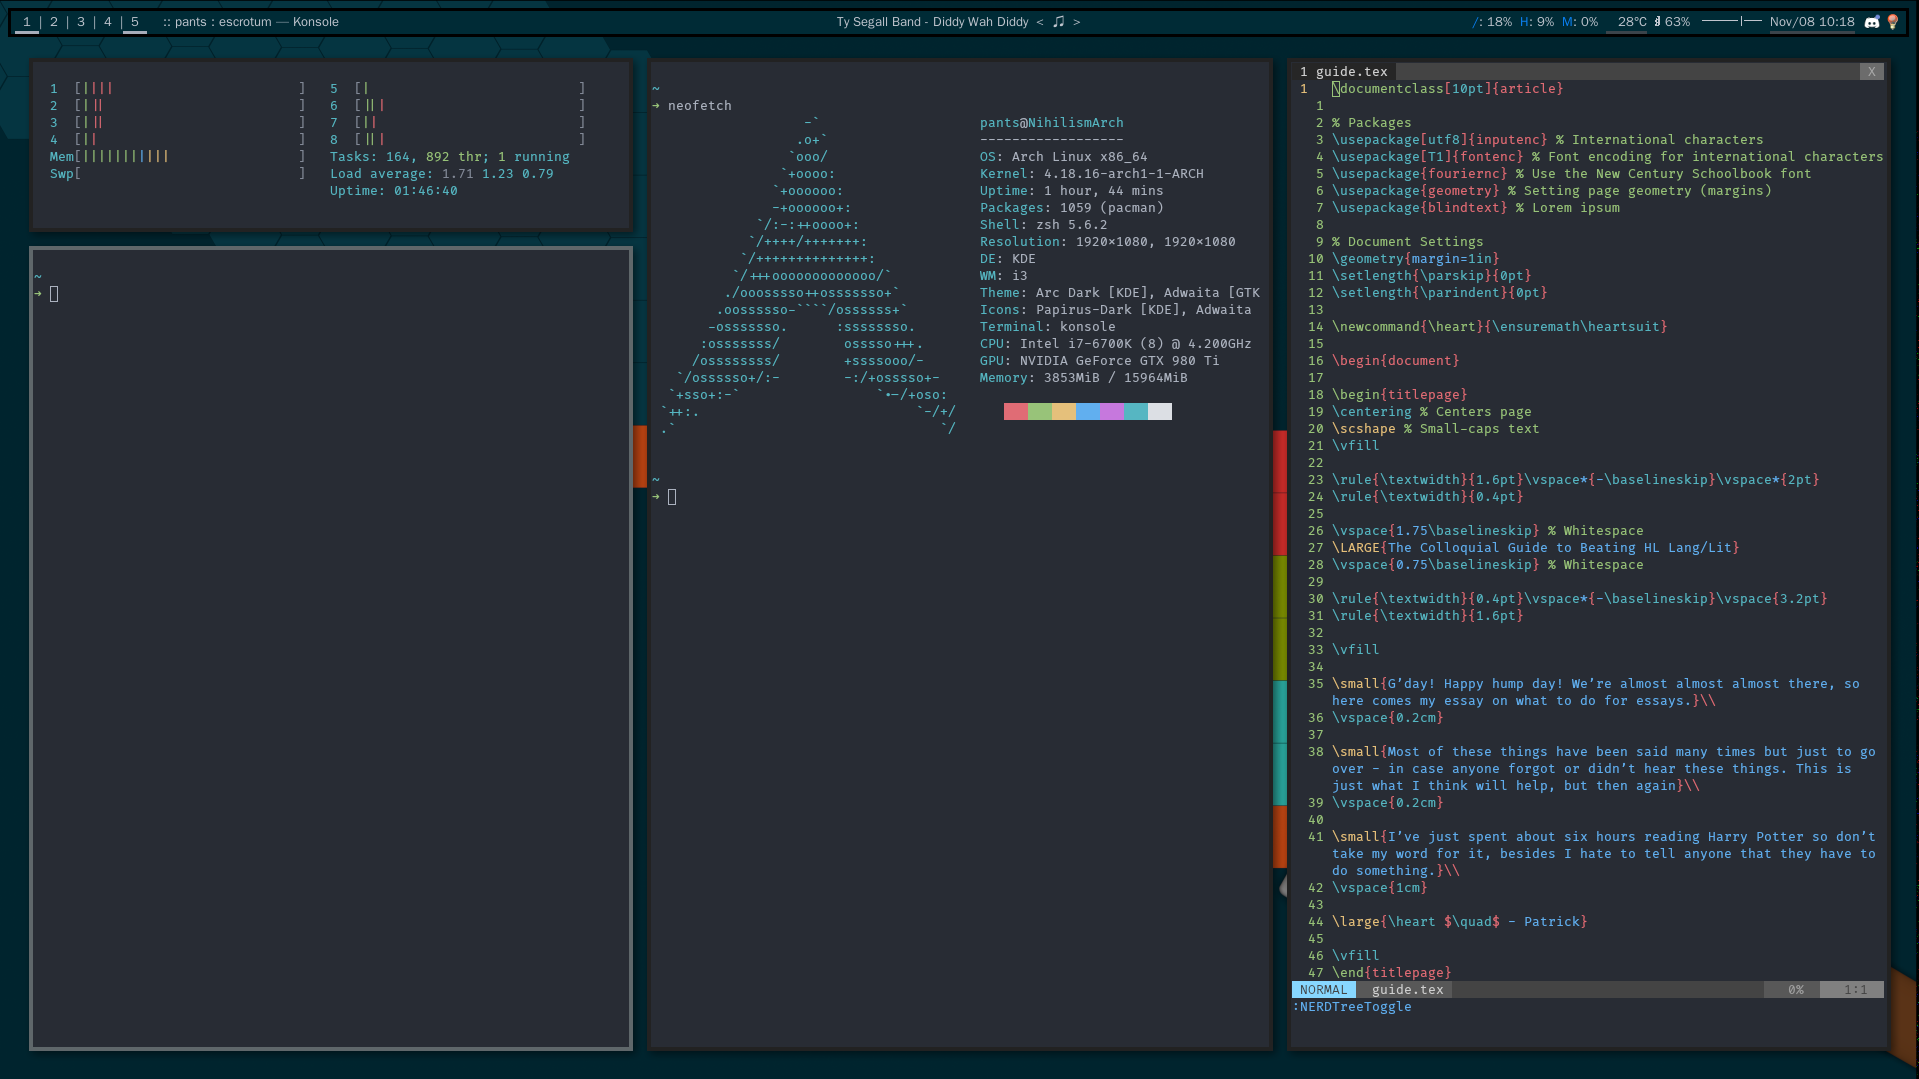 1 | 2 | 3 | 4 | 5 :: pants : escrotum — Konsole
Ty Segall Band - Diddy Wah Diddy < ♫ >
/: 18% H: 9% M: 0% 28°C 63% Nov/08 10:18
1 [|||| ] 5 [| ]
2 [||| ] 6 [||| ]
3 [||| ] 7 [|| ]
4 [|| ] 8 [||| ]
Mem[||||||||||| ] Tasks: 164, 892 thr; 1 running
Swp[ ] Load average: 1.71 1.23 0.79
Uptime: 01:46:40
~
→
~
→ neofetch
-`
.o+`
`ooo/
`+oooo:
`+oooooo:
-+oooooo+:
`/:-:++oooo+:
`/++++/+++++++:
`/++++++++++++++:
`/+++ooooooooooooo/`
./ooosssso++osssssso+`
.oossssso-````/ossssss+`
-osssssso. :ssssssso.
:osssssss/ osssso+++.
/ossssssss/ +ssssooo/-
`/ossssso+/:- -:/+osssso+-
`+sso+:-` `.-/+oso:
`++:. `-/+/
.` `/
pants@NihilismArch
------------------
OS: Arch Linux x86_64
Kernel: 4.18.16-arch1-1-ARCH
Uptime: 1 hour, 44 mins
Packages: 1059 (pacman)
Shell: zsh 5.6.2
Resolution: 1920×1080, 1920×1080
DE: KDE
WM: i3
Theme: Arc Dark [KDE], Adwaita [GTK
Icons: Papirus-Dark [KDE], Adwaita
Terminal: konsole
CPU: Intel i7-6700K (8) @ 4.200GHz
GPU: NVIDIA GeForce GTX 980 Ti
Memory: 3853MiB / 15964MiB
~
→
1 guide.tex X
1 \documentclass[10pt]{article}
1
2 % Packages
3 \usepackage[utf8]{inputenc} % International characters
4 \usepackage[T1]{fontenc} % Font encoding for international characters
5 \usepackage{fouriernc} % Use the New Century Schoolbook font
6 \usepackage{geometry} % Setting page geometry (margins)
7 \usepackage{blindtext} % Lorem ipsum
8
9 % Document Settings
10 \geometry{margin=1in}
11 \setlength{\parskip}{0pt}
12 \setlength{\parindent}{0pt}
13
14 \newcommand{\heart}{\ensuremath\heartsuit}
15
16 \begin{document}
17
18 \begin{titlepage}
19 \centering % Centers page
20 \scshape % Small-caps text
21 \vfill
22
23 \rule{\textwidth}{1.6pt}\vspace*{-\baselineskip}\vspace*{2pt}
24 \rule{\textwidth}{0.4pt}
25
26 \vspace{1.75\baselineskip} % Whitespace
27 \LARGE{The Colloquial Guide to Beating HL Lang/Lit}
28 \vspace{0.75\baselineskip} % Whitespace
29
30 \rule{\textwidth}{0.4pt}\vspace*{-\baselineskip}\vspace{3.2pt}
31 \rule{\textwidth}{1.6pt}
32
33 \vfill
34
35 \small{G’day! Happy hump day! We’re almost almost almost there, so
here comes my essay on what to do for essays.}\\
36 \vspace{0.2cm}
37
38 \small{Most of these things have been said many times but just to go
over - in case anyone forgot or didn’t hear these things. This is
just what I think will help, but then again}\\
39 \vspace{0.2cm}
40
41 \small{I’ve just spent about six hours reading Harry Potter so don’t
take my word for it, besides I hate to tell anyone that they have to
do something.}\\
42 \vspace{1cm}
43
44 \large{\heart $\quad$ - Patrick}
45
46 \vfill
47 \end{titlepage}
NORMAL guide.tex 0% 1:1
:NERDTreeToggle